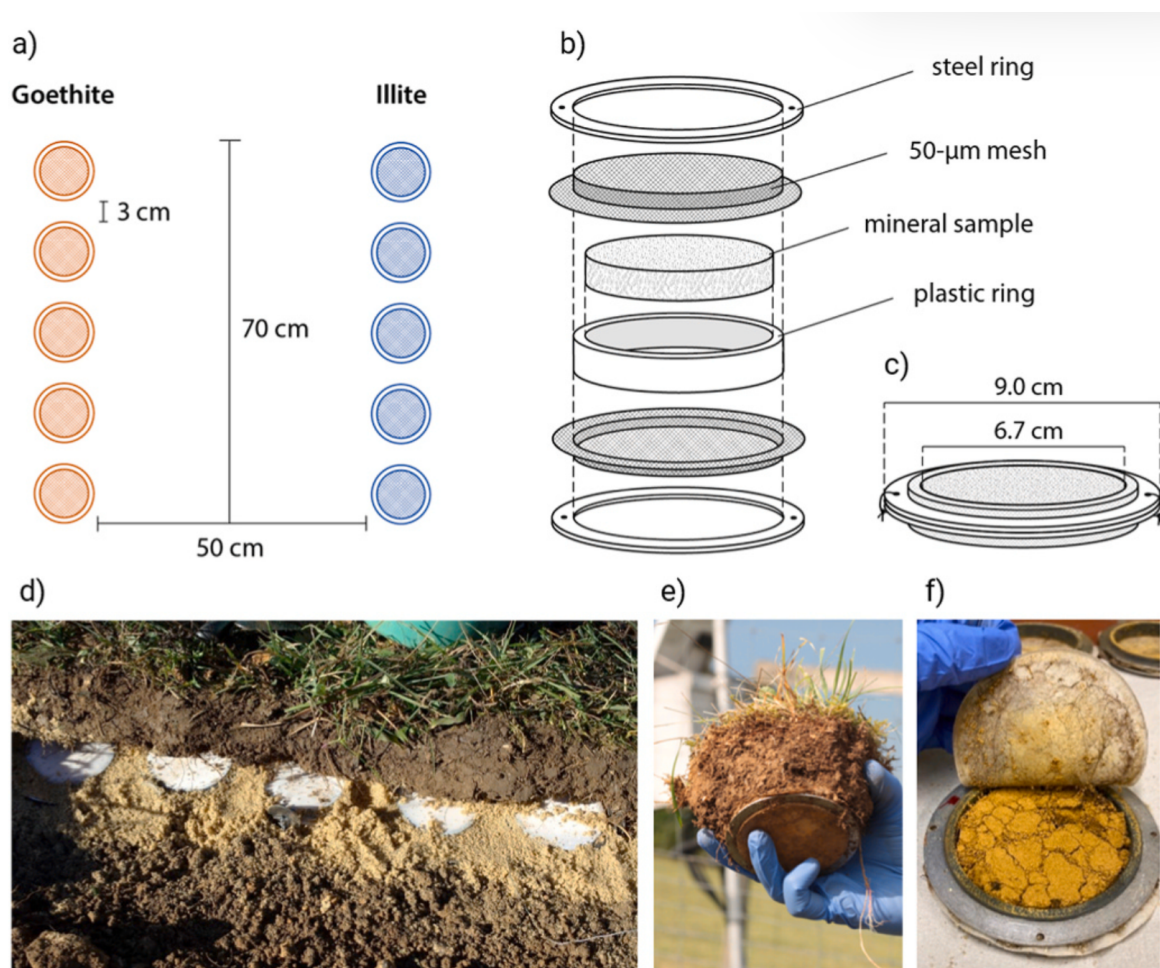 a)
Goethite
Illite
3 cm
70 cm
50 cm
b)
steel ring
50-µm mesh
mineral sample
plastic ring
c)
9.0 cm
6.7 cm
d)
e)
f)